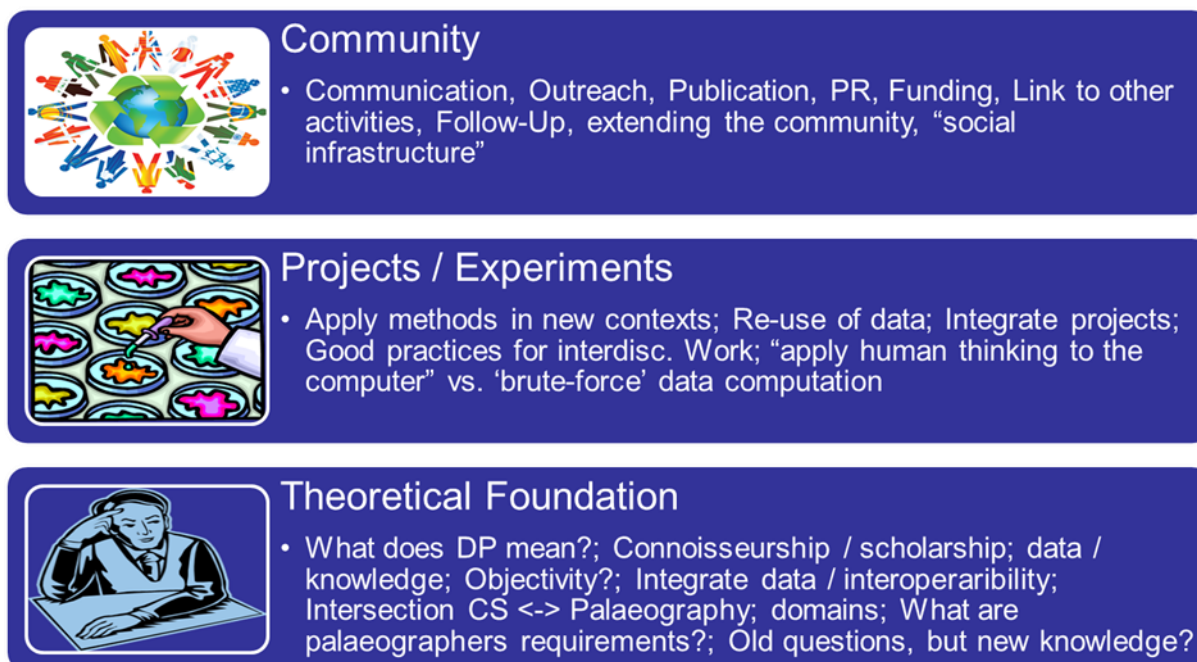 Community
• Communication, Outreach, Publication, PR, Funding, Link to other
activities, Follow-Up, extending the community, “social
infrastructure”
Projects / Experiments
• Apply methods in new contexts; Re-use of data; Integrate projects;
Good practices for interdisc. Work; “apply human thinking to the
computer” vs. ‘brute-force’ data computation
Theoretical Foundation
• What does DP mean?; Connoisseurship / scholarship; data /
knowledge; Objectivity?; Integrate data / interoperaribility;
Intersection CS <-> Palaeography; domains; What are
palaeographers requirements?; Old questions, but new knowledge?